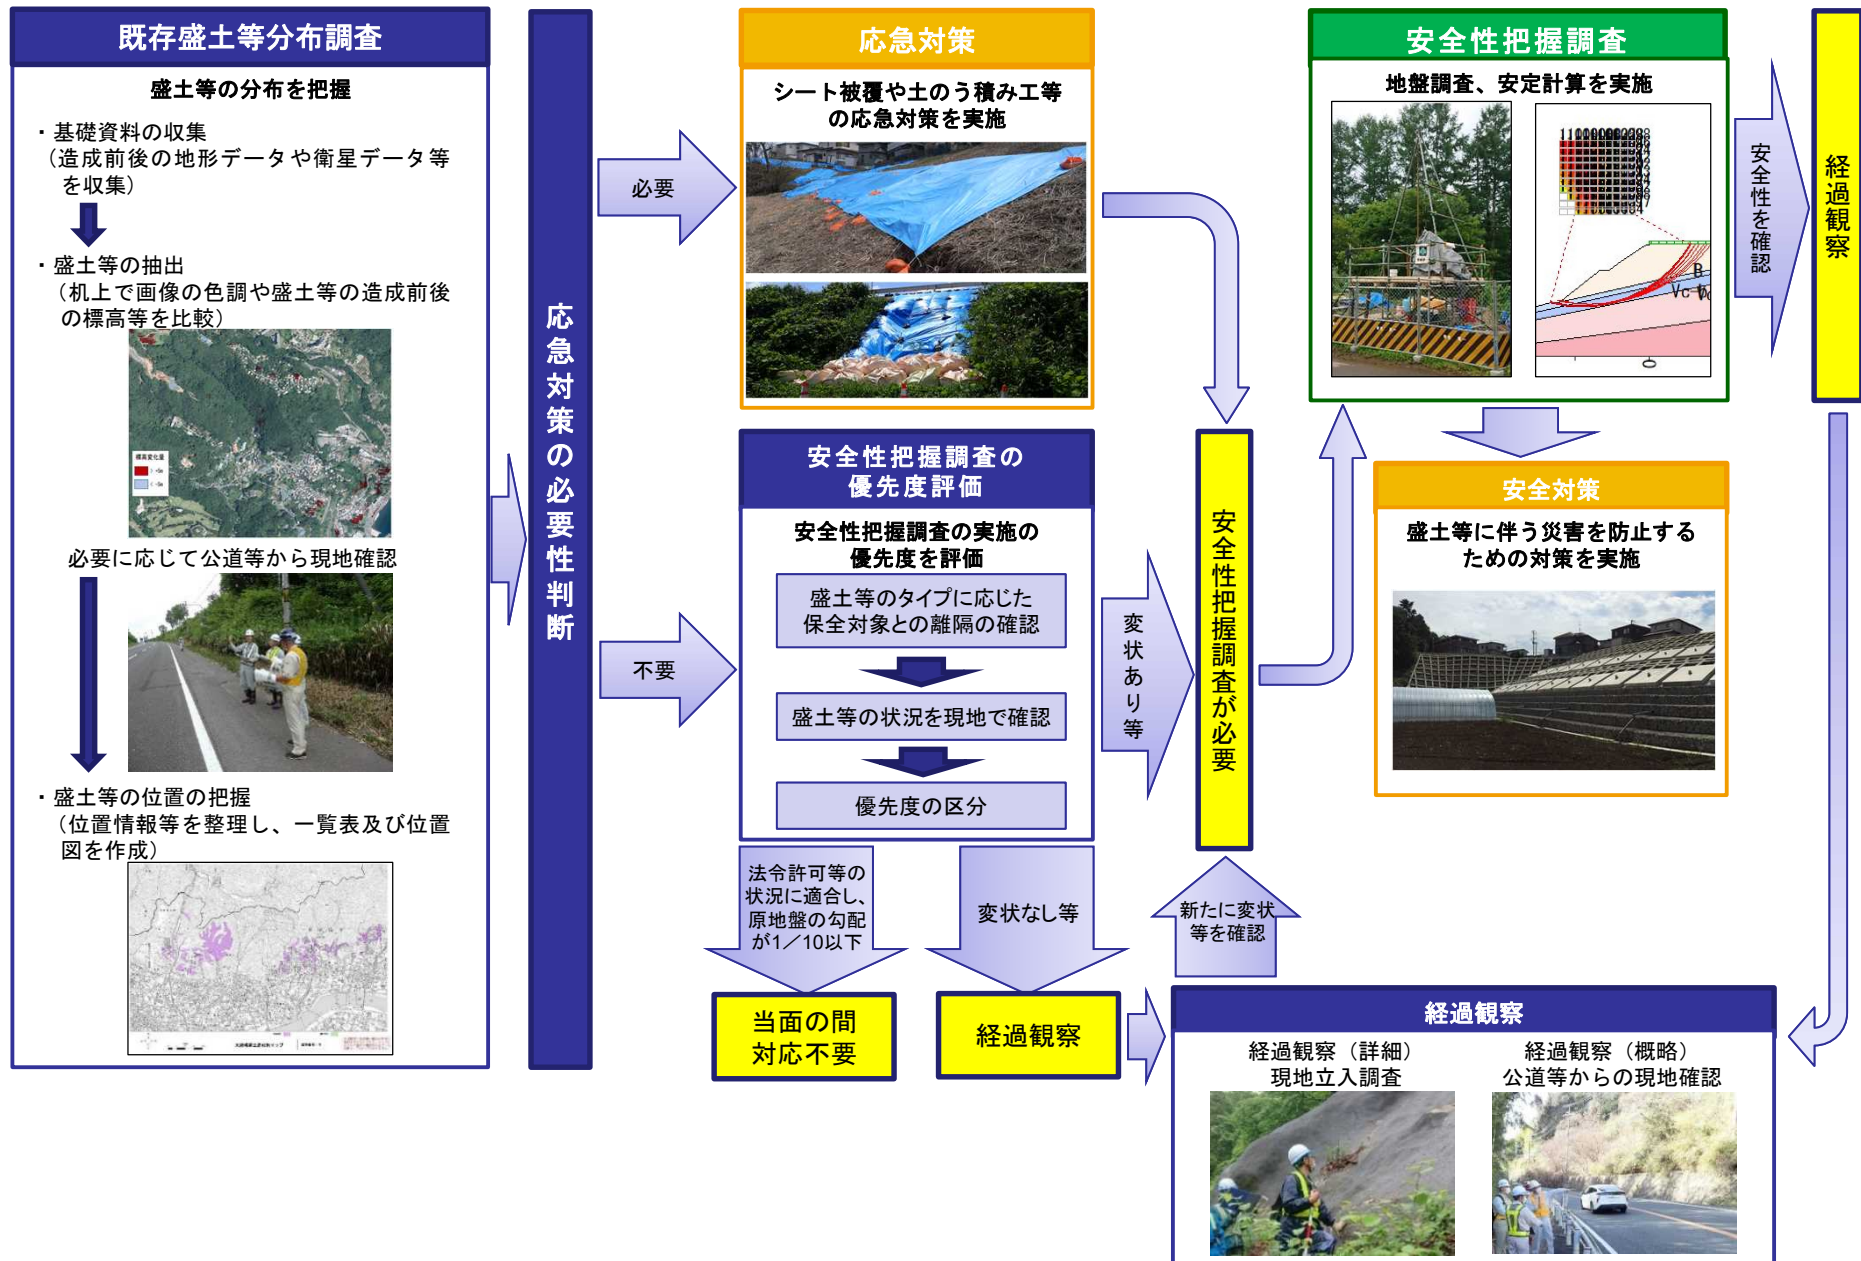 既存盛土等分布調査
盛土等の分布を把握
・基礎資料の収集
（造成前後の地形データや衛星データ等
を収集）
・盛土等の抽出
（机上で画像の色調や盛土等の造成前後
の標高等を比較）
標高変化量
必要に応じて公道等から現地確認
・盛土等の位置の把握
（位置情報等を整理し、一覧表及び位置
図を作成）
応急対策の必要性判断
必要
不要
応急対策
シート被覆や土のう積み工等
の応急対策を実施
安全性把握調査の
優先度評価
安全性把握調査の実施の
優先度を評価
盛土等のタイプに応じた
保全対象との離隔の確認
盛土等の状況を現地で確認
優先度の区分
法令許可等の
状況に適合し、
原地盤の勾配
が1／10以下
変状なし等
当面の間
対応不要
経過観察
変状あり等
安全性把握調査が必要
新たに変状
等を確認
安全性把握調査
地盤調査、安定計算を実施
B
Vc
0
安全性を確認
経過観察
安全対策
盛土等に伴う災害を防止する
ための対策を実施
経過観察
経過観察（詳細）
現地立入調査
経過観察（概略）
公道等からの現地確認